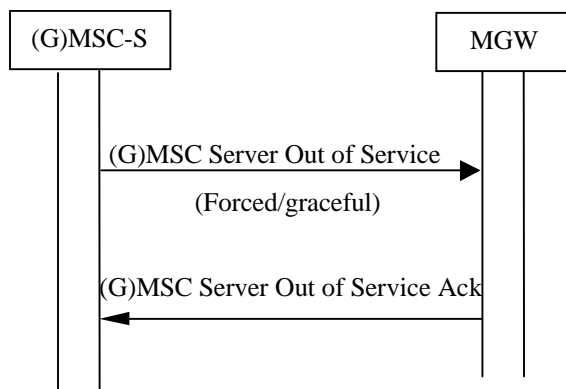 (G)MSC-S
MGW
(G)MSC Server Out of Service
(Forced/graceful)
(G)MSC Server Out of Service Ack